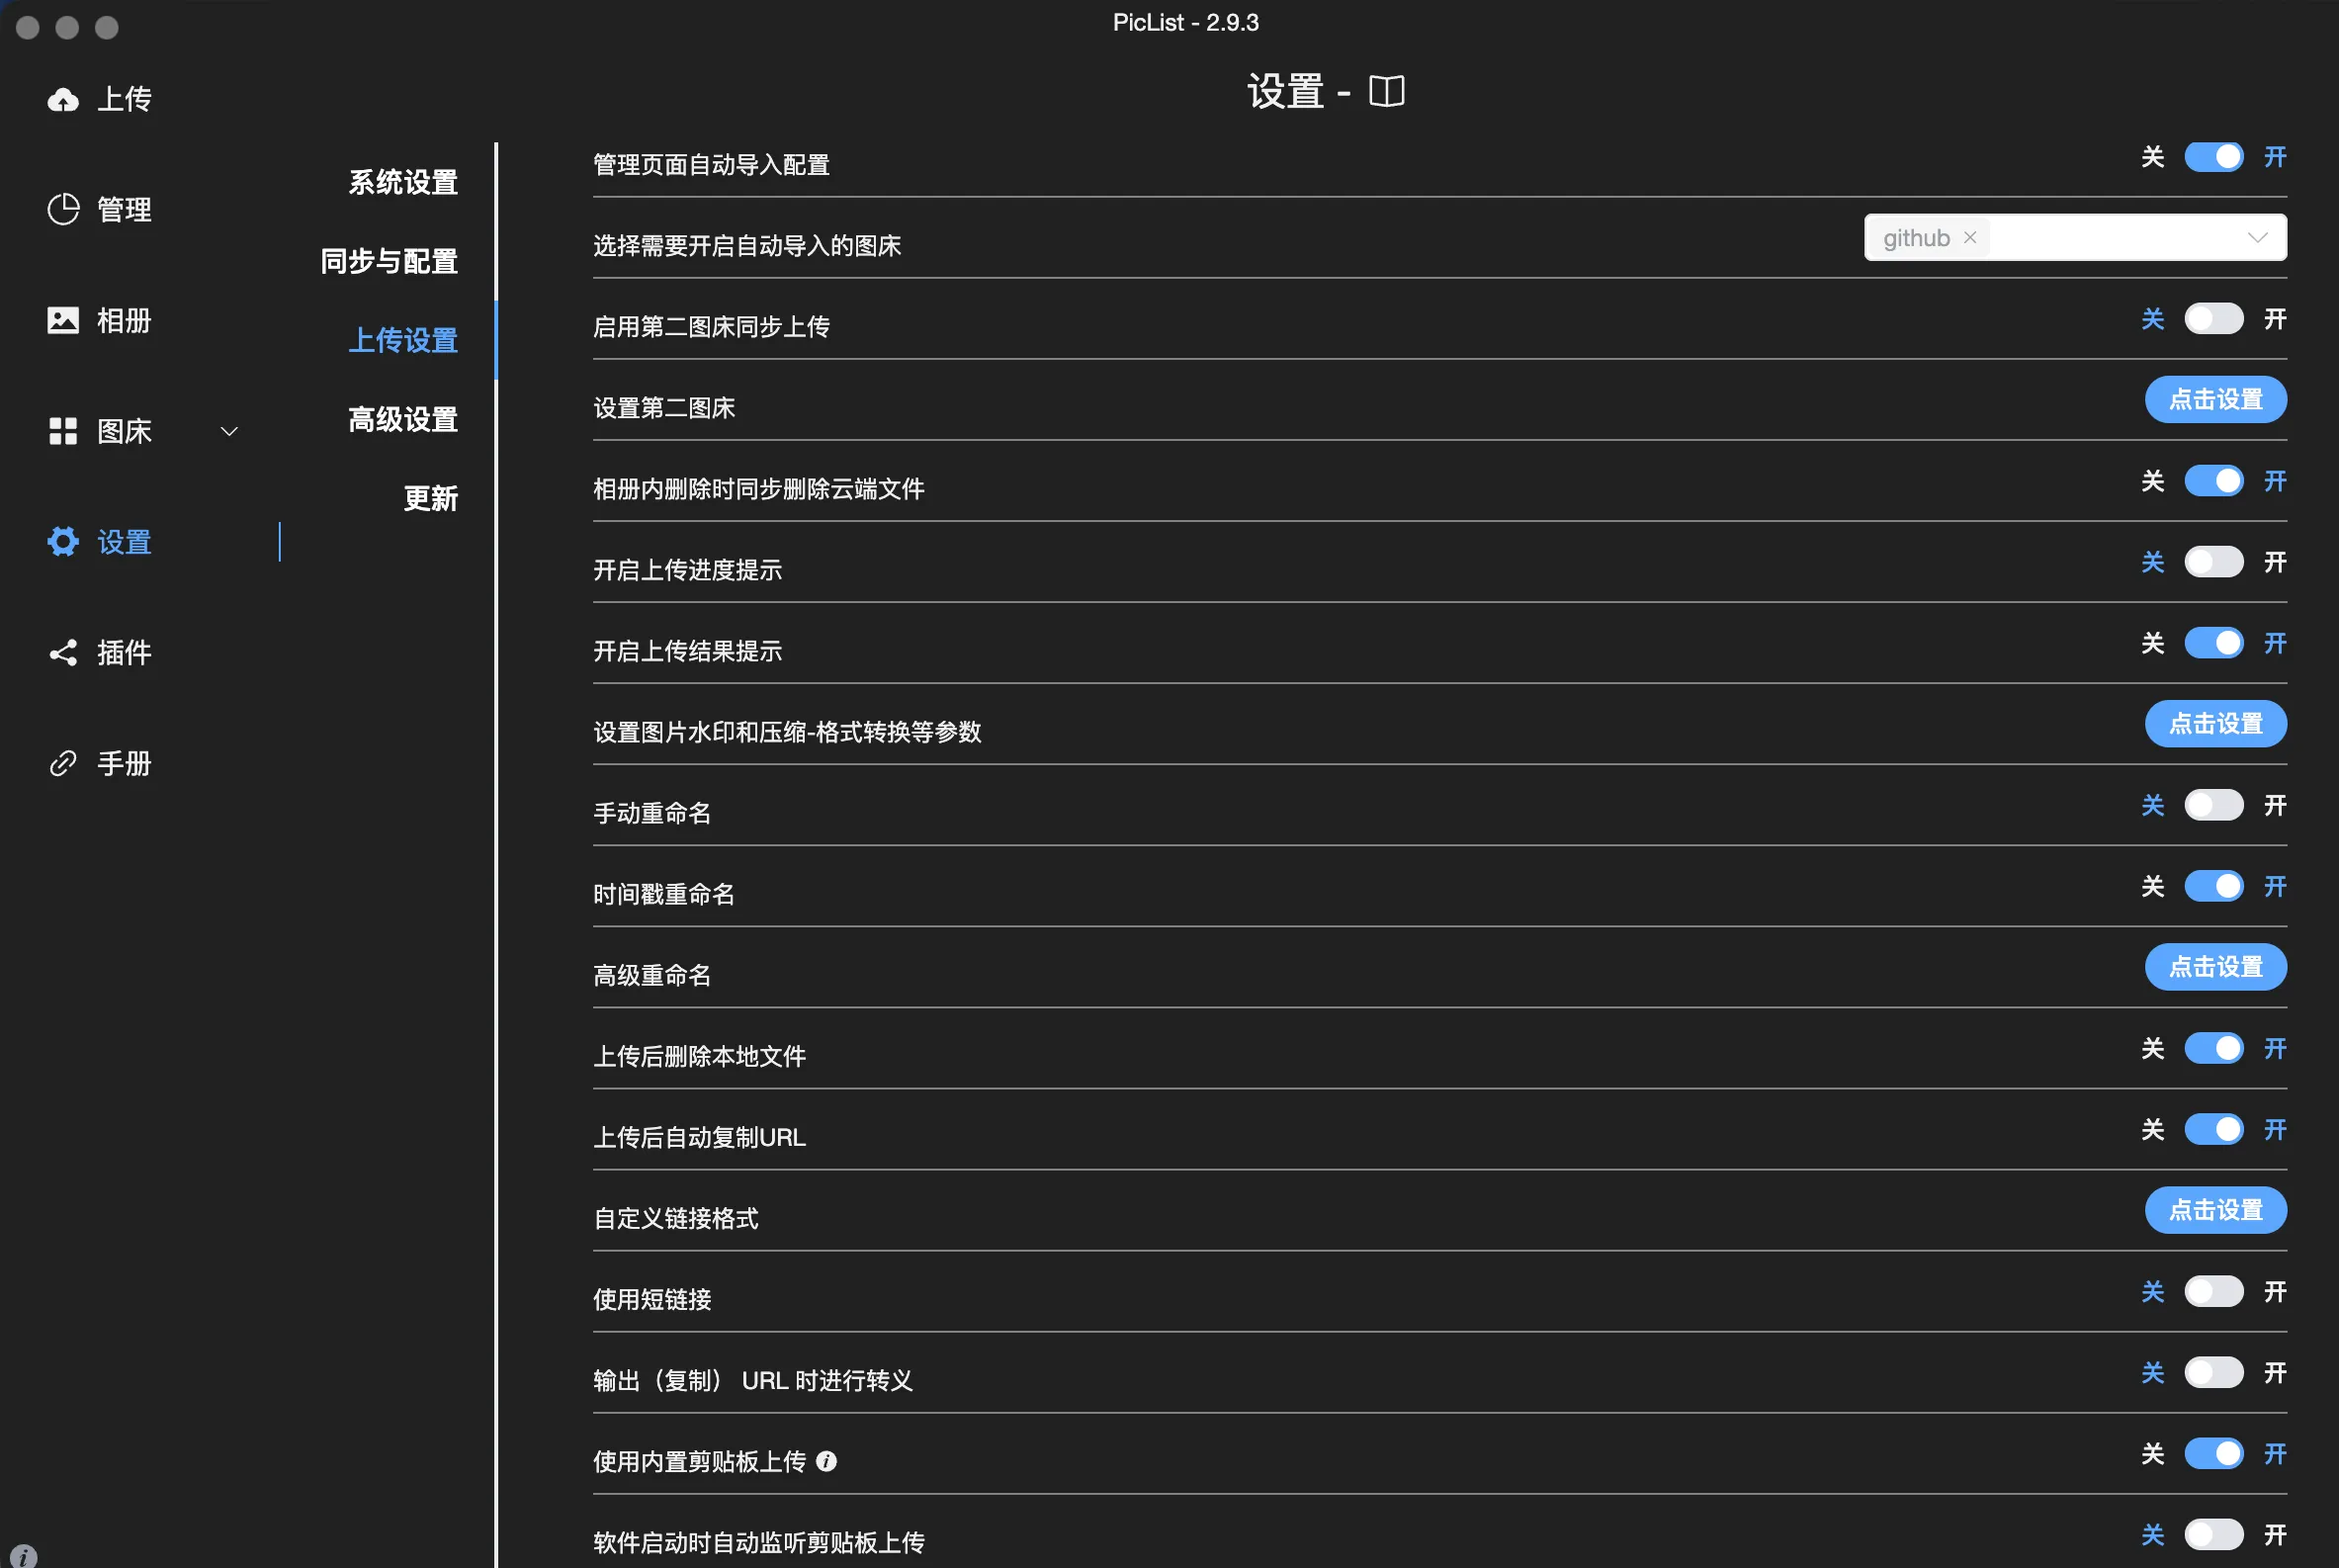 PicList - 2.9.3
设置 -
上传
管理
相册
图床
设置
插件
手册
系统设置
同步与配置
上传设置
高级设置
更新
管理页面自动导入配置 关 开
选择需要开启自动导入的图床 github
启用第二图床同步上传 关 开
设置第二图床 点击设置
相册内删除时同步删除云端文件 关 开
开启上传进度提示 关 开
开启上传结果提示 关 开
设置图片水印和压缩-格式转换等参数 点击设置
手动重命名 关 开
时间戳重命名 关 开
高级重命名 点击设置
上传后删除本地文件 关 开
上传后自动复制URL 关 开
自定义链接格式 点击设置
使用短链接 关 开
输出（复制） URL 时进行转义 关 开
使用内置剪贴板上传 关 开
软件启动时自动监听剪贴板上传 关 开